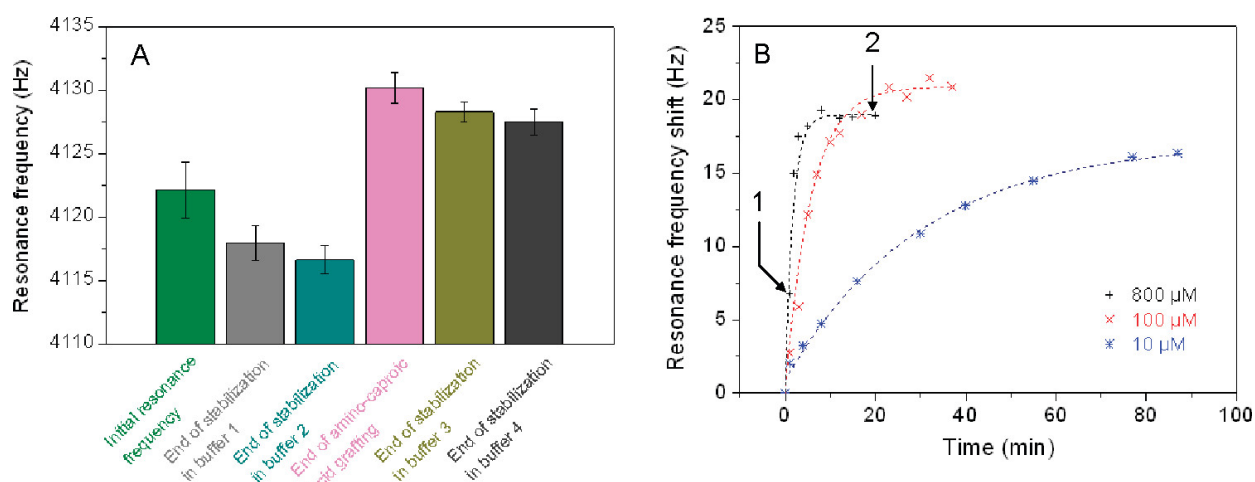 A
Resonance frequency (Hz)
4135
4130
4125
4120
4115
4110
Initial resonance
frequency
End of stabilization
in buffer 1
End of stabilization
in buffer 2
End of amino-caproic
cid grafting
End of stabilization
in buffer 3
End of stabilization
in buffer 4
B
Resonance frequency shift (Hz)
25
20
15
10
5
0
1
2
800 µM
100 µM
10 µM
0
20
40
60
80
100
Time (min)